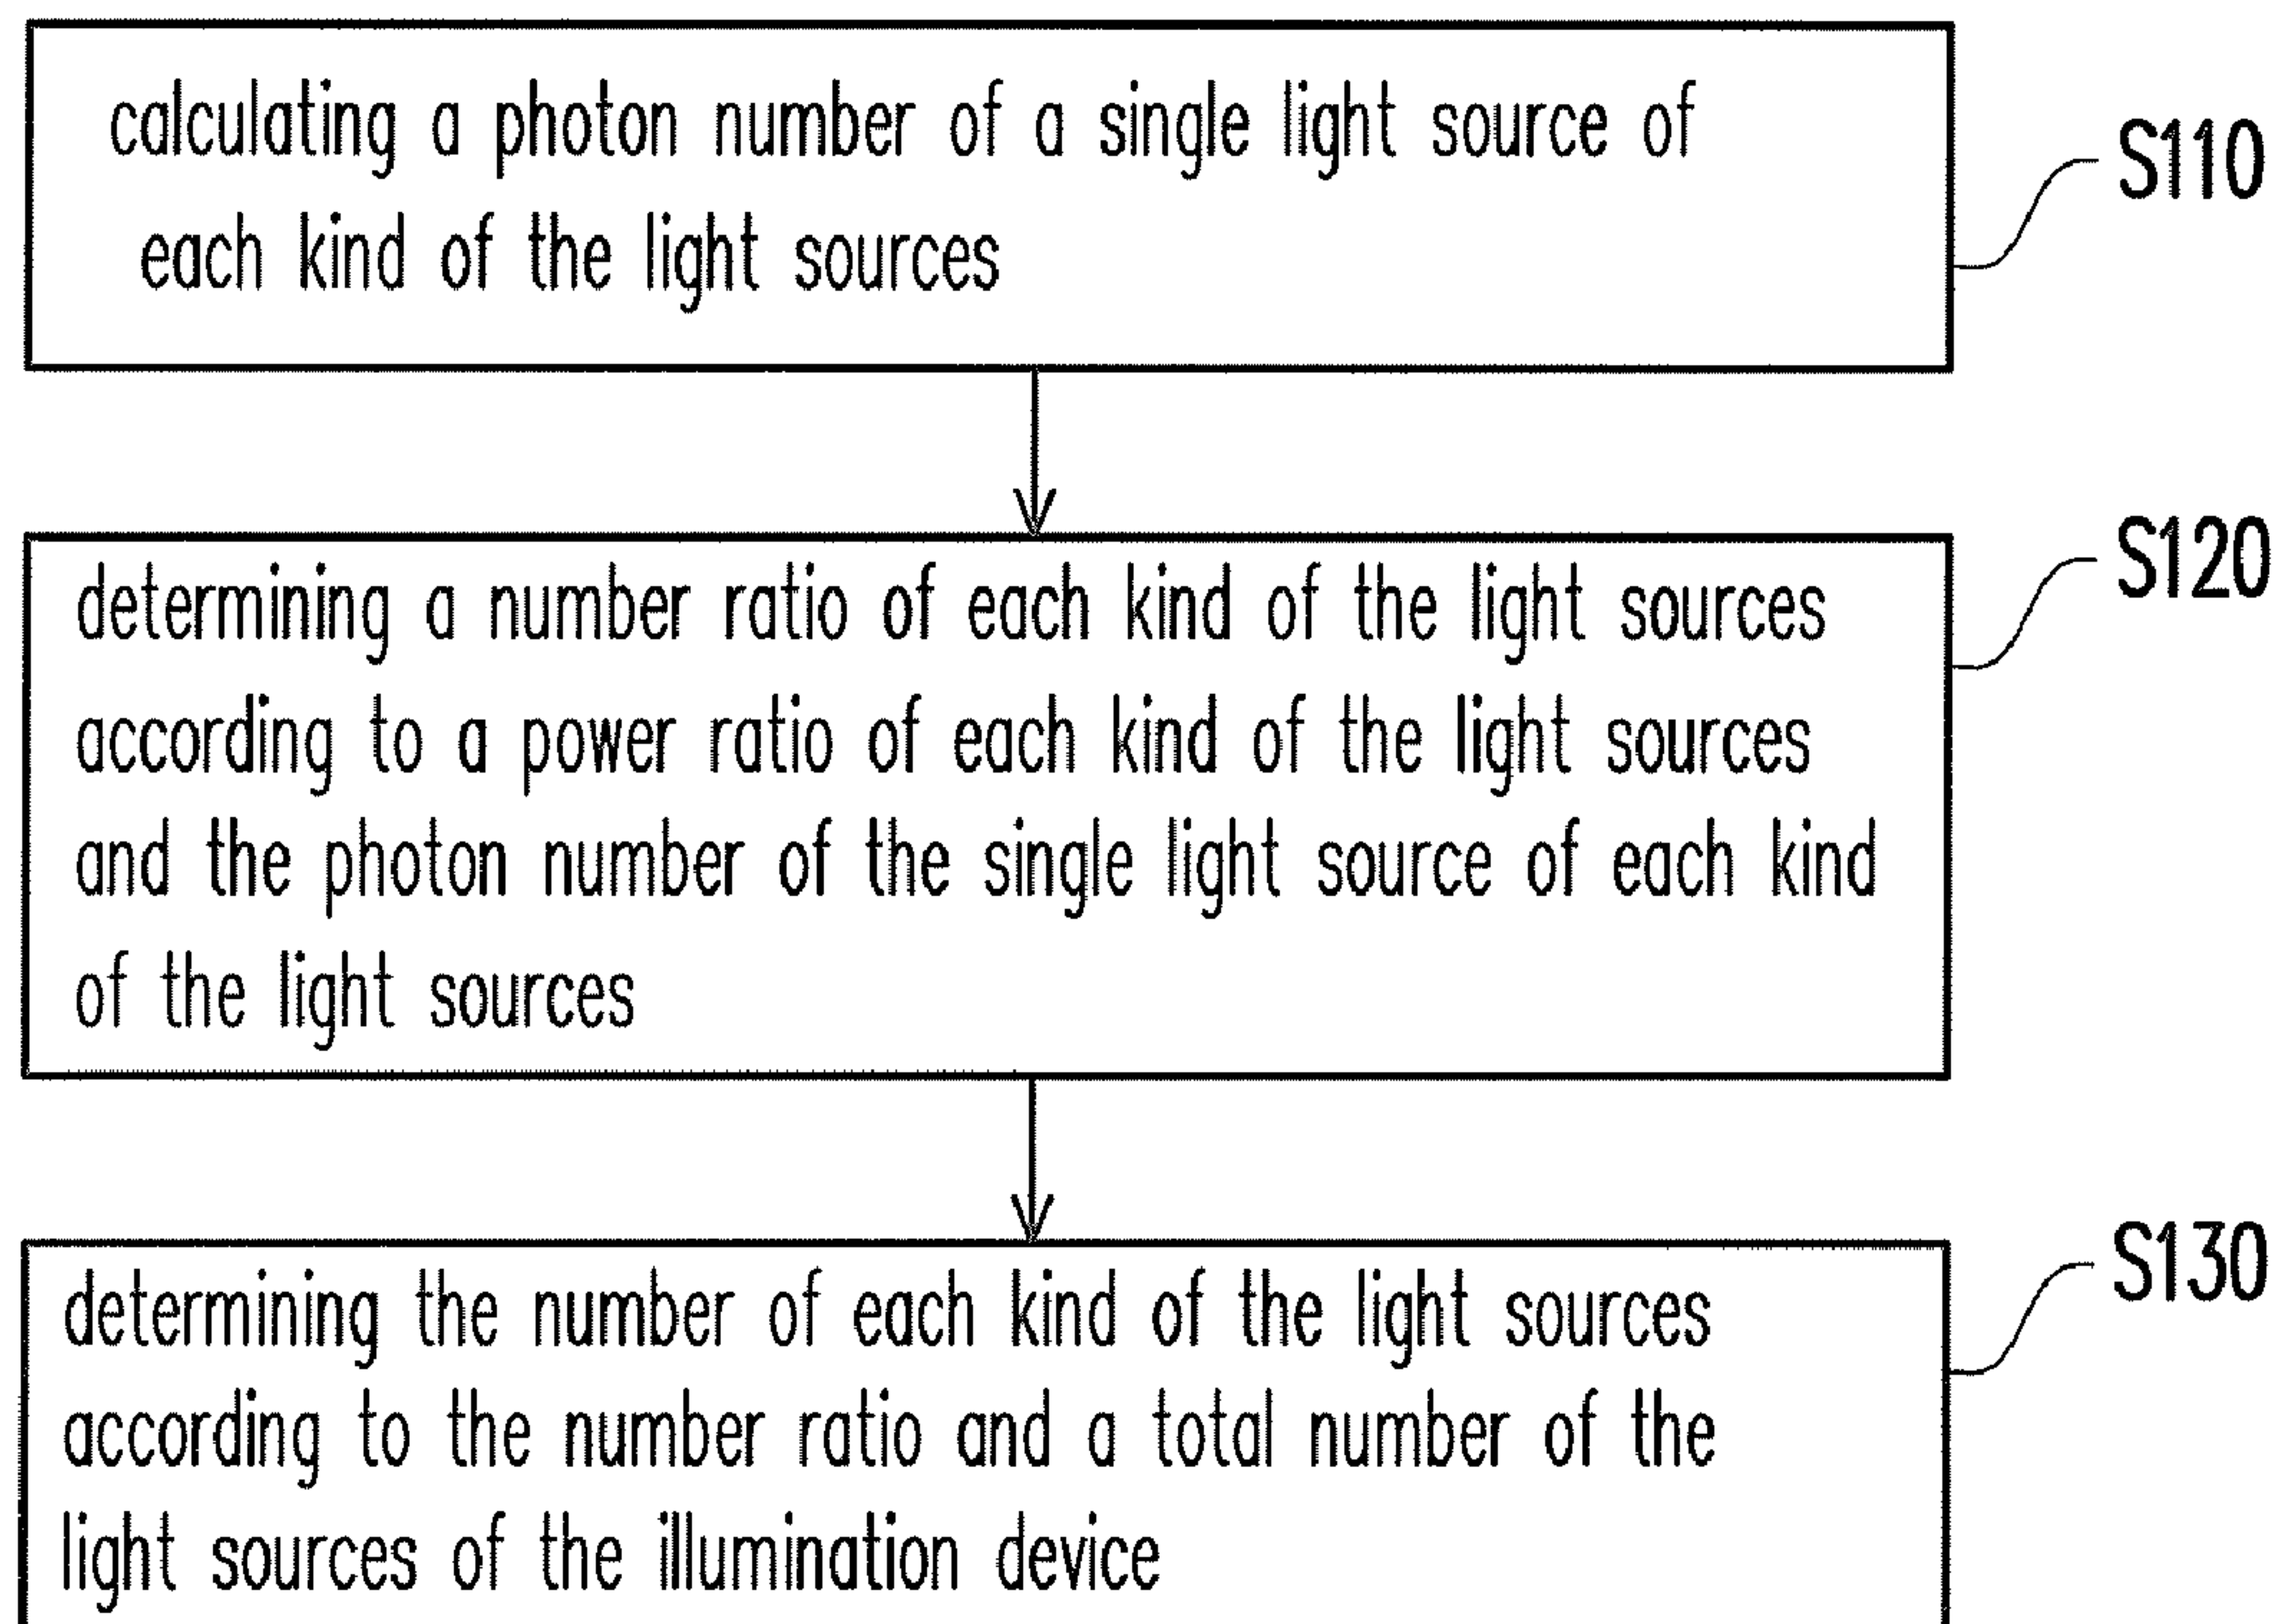 calculating a photon number of a single light source of
each kind of the light sources
S110
determining a number ratio of each kind of the light sources
according to a power ratio of each kind of the light sources
and the photon number of the single light source of each kind
of the light sources
S120
determining the number of each kind of the light sources
according to the number ratio and a total number of the
light sources of the illumination device
S130